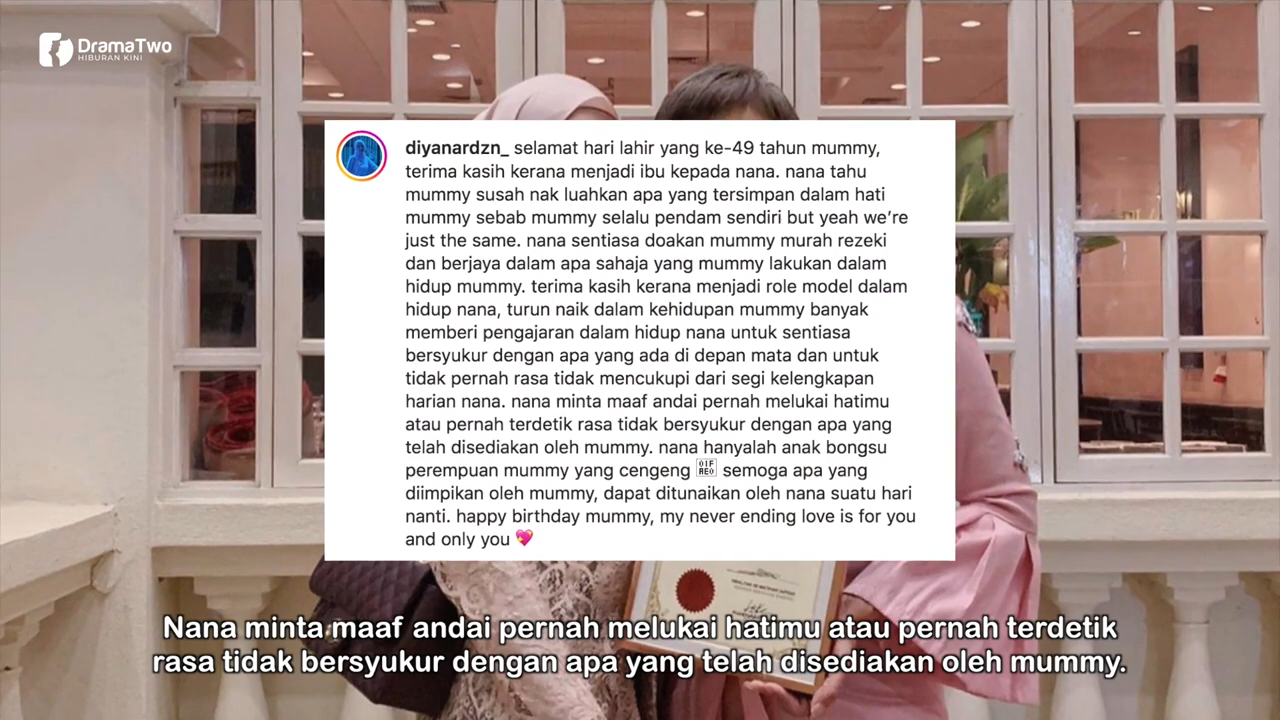 DramaTwo
HIBURAN KINI
diyanardzn_ selamat hari lahir yang ke-49 tahun mummy,
terima kasih kerana menjadi ibu kepada nana. nana tahu
mummy susah nak luahkan apa yang tersimpan dalam hati
mummy sebab mummy selalu pendam sendiri but yeah we’re
just the same. nana sentiasa doakan mummy murah rezeki
dan berjaya dalam apa sahaja yang mummy lakukan dalam
hidup mummy. terima kasih kerana menjadi role model dalam
hidup nana, turun naik dalam kehidupan mummy banyak
memberi pengajaran dalam hidup nana untuk sentiasa
bersyukur dengan apa yang ada di depan mata dan untuk
tidak pernah rasa tidak mencukupi dari segi kelengkapan
harian nana. nana minta maaf andai pernah melukai hatimu
atau pernah terdetik rasa tidak bersyukur dengan apa yang
telah disediakan oleh mummy. nana hanyalah anak bongsu
perempuan mummy yang cengeng semoga apa yang
diimpikan oleh mummy, dapat ditunaikan oleh nana suatu hari
nanti. happy birthday mummy, my never ending love is for you
and only you 💖
Nana minta maaf andai pernah melukai hatimu atau pernah terdetik
rasa tidak bersyukur dengan apa yang telah disediakan oleh mummy.